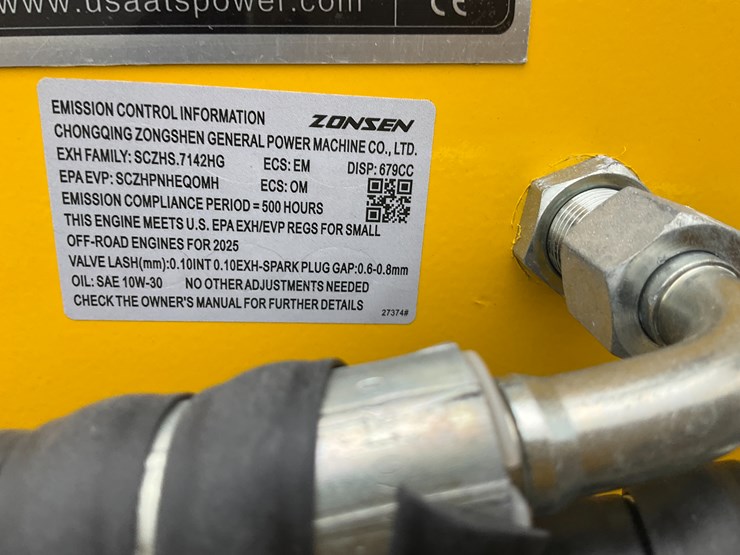 www.usaatspower.com CE
EMISSION CONTROL INFORMATION ZONSEN
CHONGQING ZONGSHEN GENERAL POWER MACHINE CO., LTD.
EXH FAMILY: SCZHS.7142HG ECS: EM DISP: 679CC
EPA EVP: SCZHPNHEQOMH ECS: OM
EMISSION COMPLIANCE PERIOD = 500 HOURS
THIS ENGINE MEETS U.S. EPA EXH/EVP REGS FOR SMALL
OFF-ROAD ENGINES FOR 2025
VALVE LASH(mm):0.10INT 0.10EXH-SPARK PLUG GAP:0.6-0.8mm
OIL: SAE 10W-30 NO OTHER ADJUSTMENTS NEEDED
CHECK THE OWNER'S MANUAL FOR FURTHER DETAILS
27374#